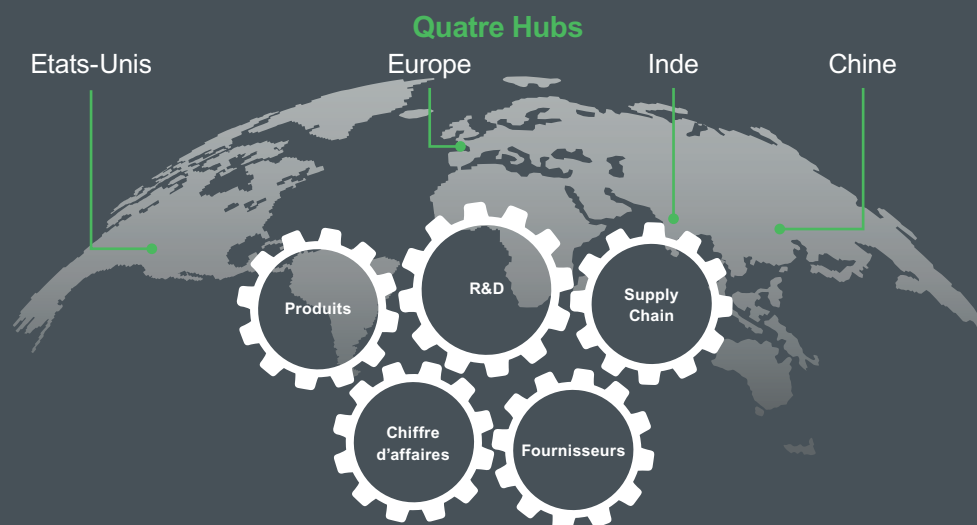 Quatre Hubs
Etats-Unis
Europe
Inde
Chine
Produits
R&D
Supply
Chain
Chiffre
d'affaires
Fournisseurs